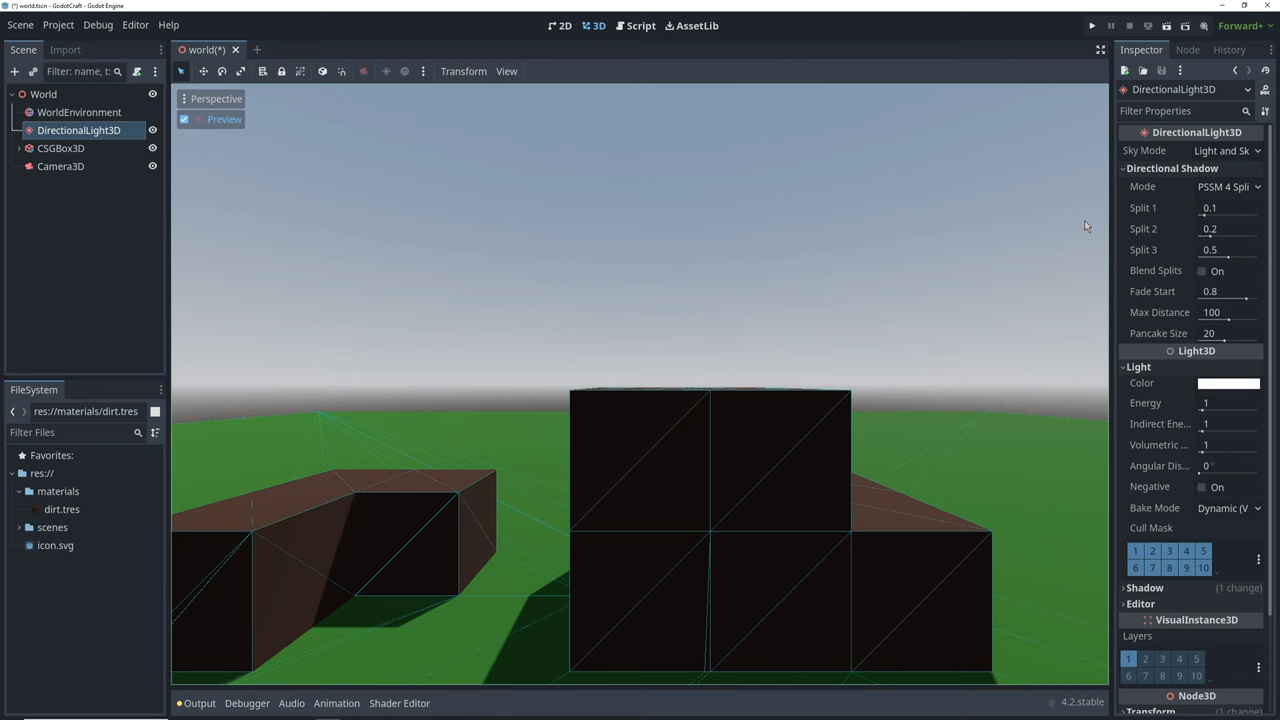 (*) world.tscn - GodotCraft - Godot Engine
Scene Project Debug Editor Help
2D 3D Script AssetLib
Forward+
Scene Import
Filter: name, t:
World
WorldEnvironment
DirectionalLight3D
CSGBox3D
Camera3D
FileSystem
res://materials/dirt.tres
Filter Files
Favorites:
res://
materials
dirt.tres
scenes
icon.svg
world(*)
Transform View
Perspective
Preview
Output Debugger Audio Animation Shader Editor
4.2.stable
Inspector Node History
DirectionalLight3D
Filter Properties
DirectionalLight3D
Sky Mode Light and Sk
Directional Shadow
Mode PSSM 4 Spli
Split 1 0.1
Split 2 0.2
Split 3 0.5
Blend Splits On
Fade Start 0.8
Max Distance 100
Pancake Size 20
Light3D
Light
Color
Energy 1
Indirect Ene... 1
Volumetric ... 1
Angular Dis... 0 °
Negative On
Bake Mode Dynamic (V
Cull Mask
1 2 3 4 5
6 7 8 9 10
Shadow (1 change)
Editor
VisualInstance3D
Layers
1 2 3 4 5
6 7 8 9 10
Node3D
Transform (1 change)